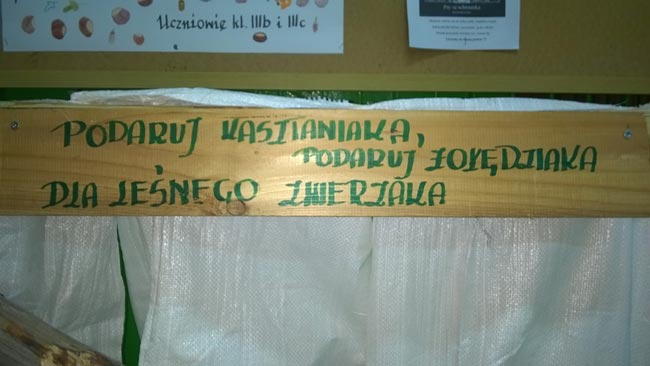 Uczniowie kl. IIIb i IIIc
PODARUJ KASZTANIAKA,
PODARUJ ŻOŁĘDZIAKA
DLA LEŚNEGO ZWIERZAKA